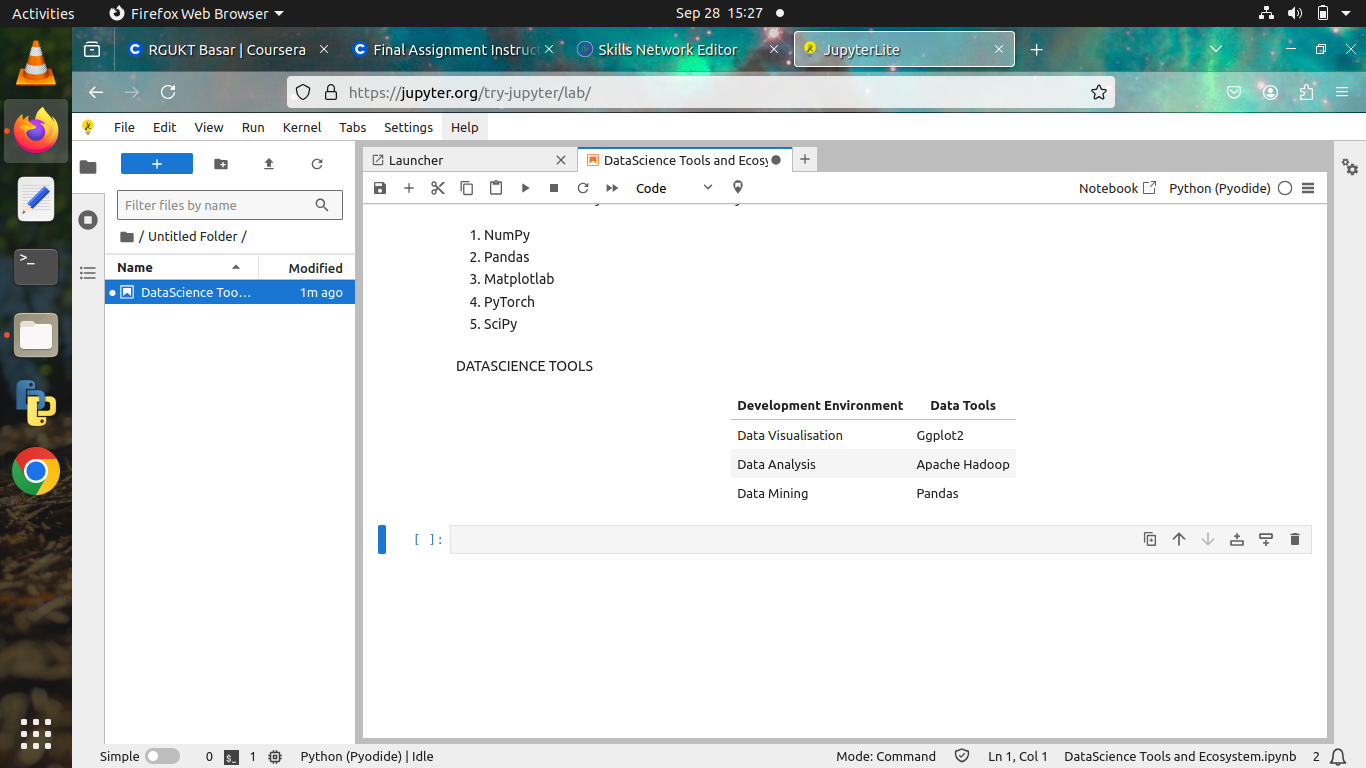 Activities Firefox Web Browser Sep 28 15:27
RGUKT Basar | Coursera Final Assignment Instruc Skills Network Editor JupyterLite
https://jupyter.org/try-jupyter/lab/
File Edit View Run Kernel Tabs Settings Help
Launcher DataScience Tools and Ecosy
Code Notebook Python (Pyodide)
Filter files by name
/ Untitled Folder /
Name Modified
DataScience Too... 1m ago
1. NumPy
2. Pandas
3. Matplotlab
4. PyTorch
5. SciPy
DATASCIENCE TOOLS
Development Environment Data Tools
Data Visualisation Ggplot2
Data Analysis Apache Hadoop
Data Mining Pandas
[ ]:
Simple 0 $_ 1 Python (Pyodide) | Idle Mode: Command Ln 1, Col 1 DataScience Tools and Ecosystem.ipynb 2